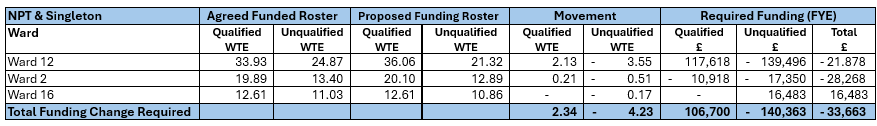 NPT & Singleton Agreed Funded Roster Proposed Funding Roster Movement Required Funding (FYE)
Ward Qualified WTE Unqualified WTE Qualified WTE Unqualified WTE Qualified WTE Unqualified WTE Qualified £ Unqualified £ Total £
Ward 12 33.93 24.87 36.06 21.32 2.13 - 3.55 117,618 - 139,496 - 21.878
Ward 2 19.89 13.40 20.10 12.89 0.21 - 0.51 - 10,918 - 17,350 - 28,268
Ward 16 12.61 11.03 12.61 10.86 - - 0.17 - 16,483 16,483
Total Funding Change Required 2.34 - 4.23 106,700 - 140,363 - 33,663